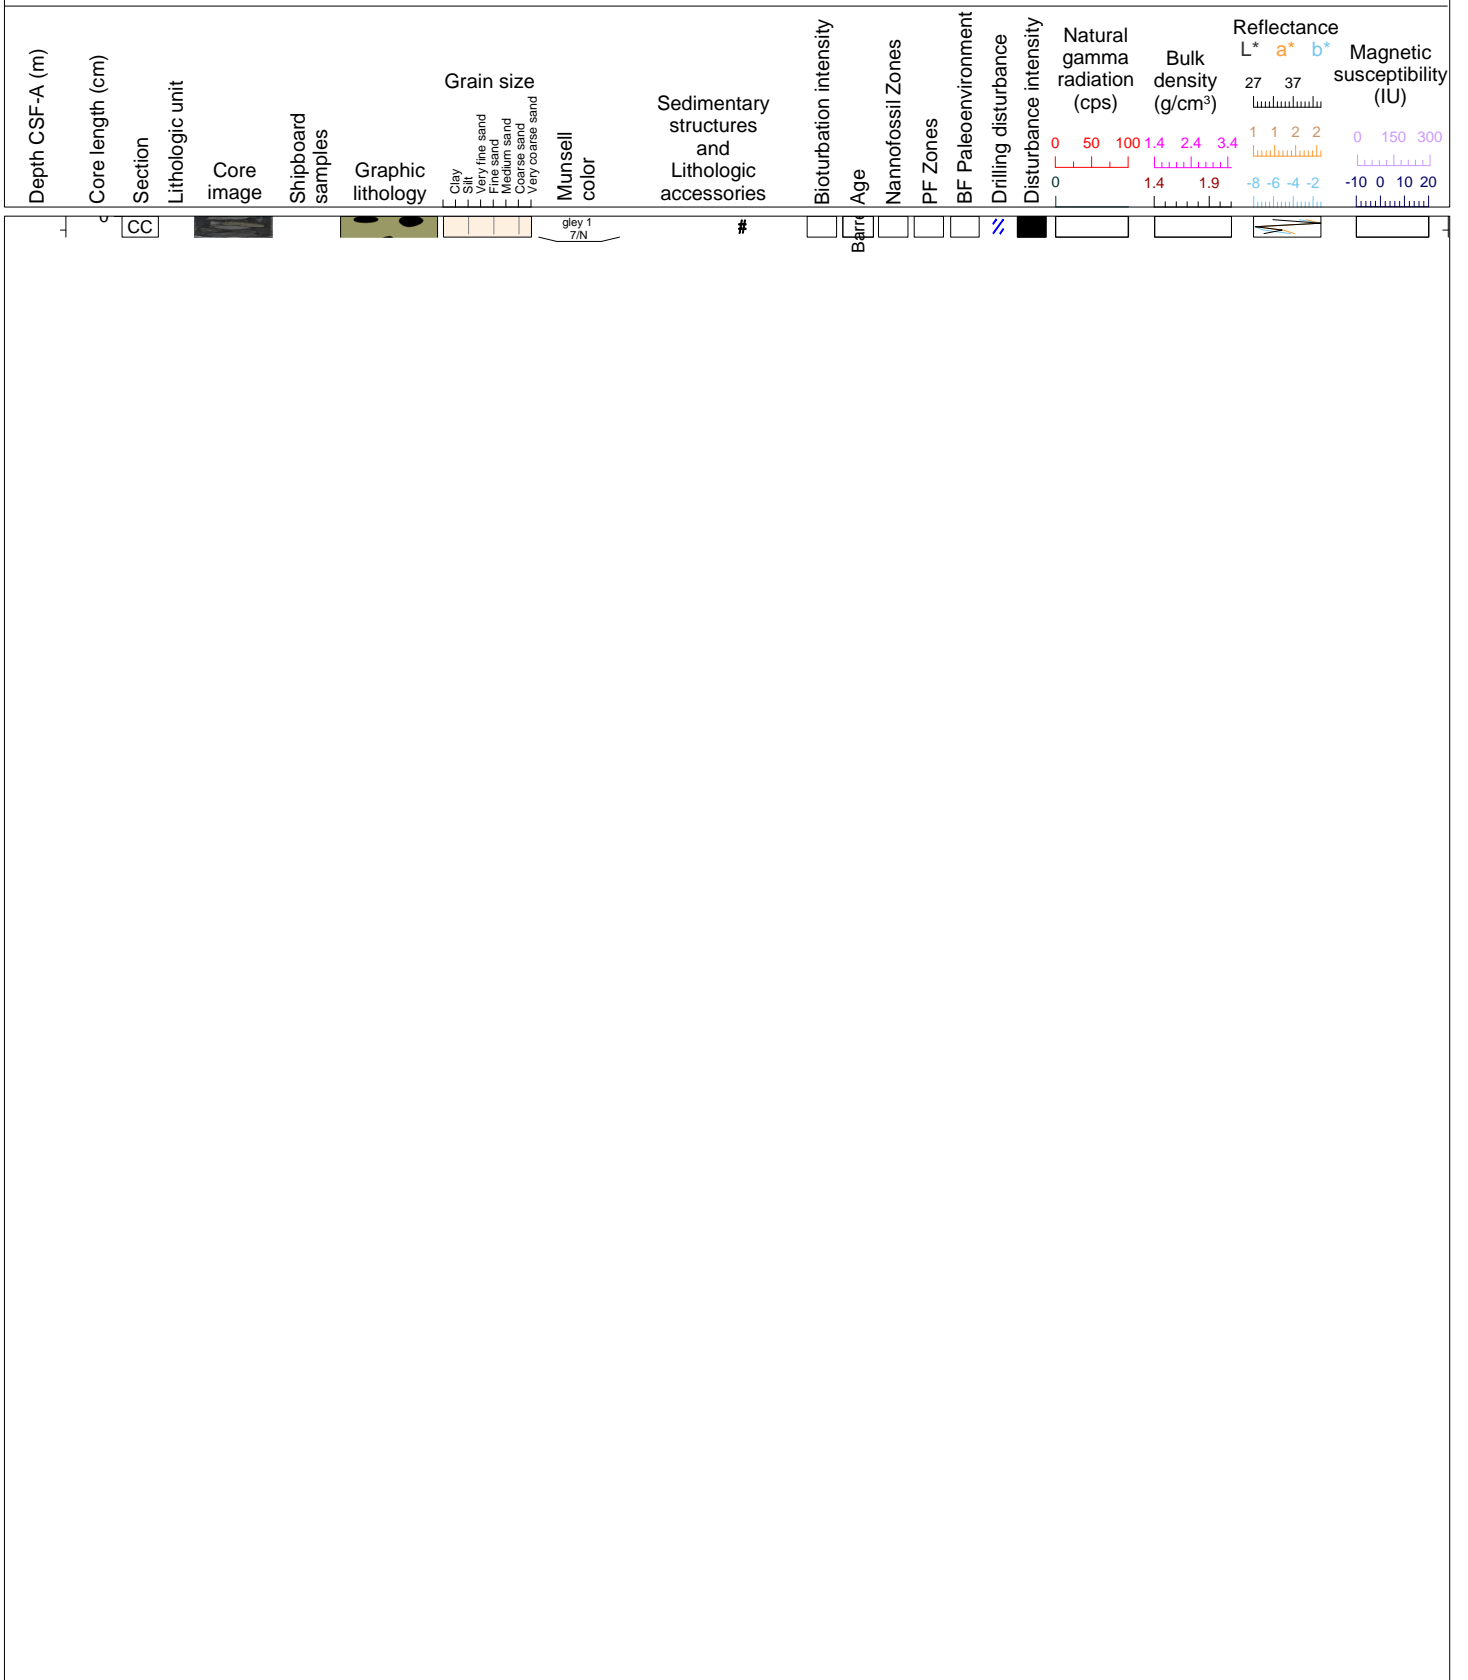 Depth CSF-A (m)
Core length (cm)
Section
Lithologic unit
Core
image
Shipboard
samples
Graphic
lithology
Grain size
Clay
Silt
Very fine sand
Fine sand
Medium sand
Coarse sand
Very coarse sand
Munsell
color
Sedimentary
structures
and
Lithologic
accessories
Bioturbation intensity
Age
Nannofossil Zones
PF Zones
BF Paleoenvironment
Drilling disturbance
Disturbance intensity
Natural
gamma
radiation
(cps)
0 50 100
0
Bulk
density
(g/cm³)
1.4 2.4 3.4
1.4 1.9
Reflectance
L* a* b*
27 37
1 1 2 2
-8 -6 -4 -2
Magnetic
susceptibility
(IU)
0 150 300
-10 0 10 20
0
CC
gley 1
7/N
#
Barre